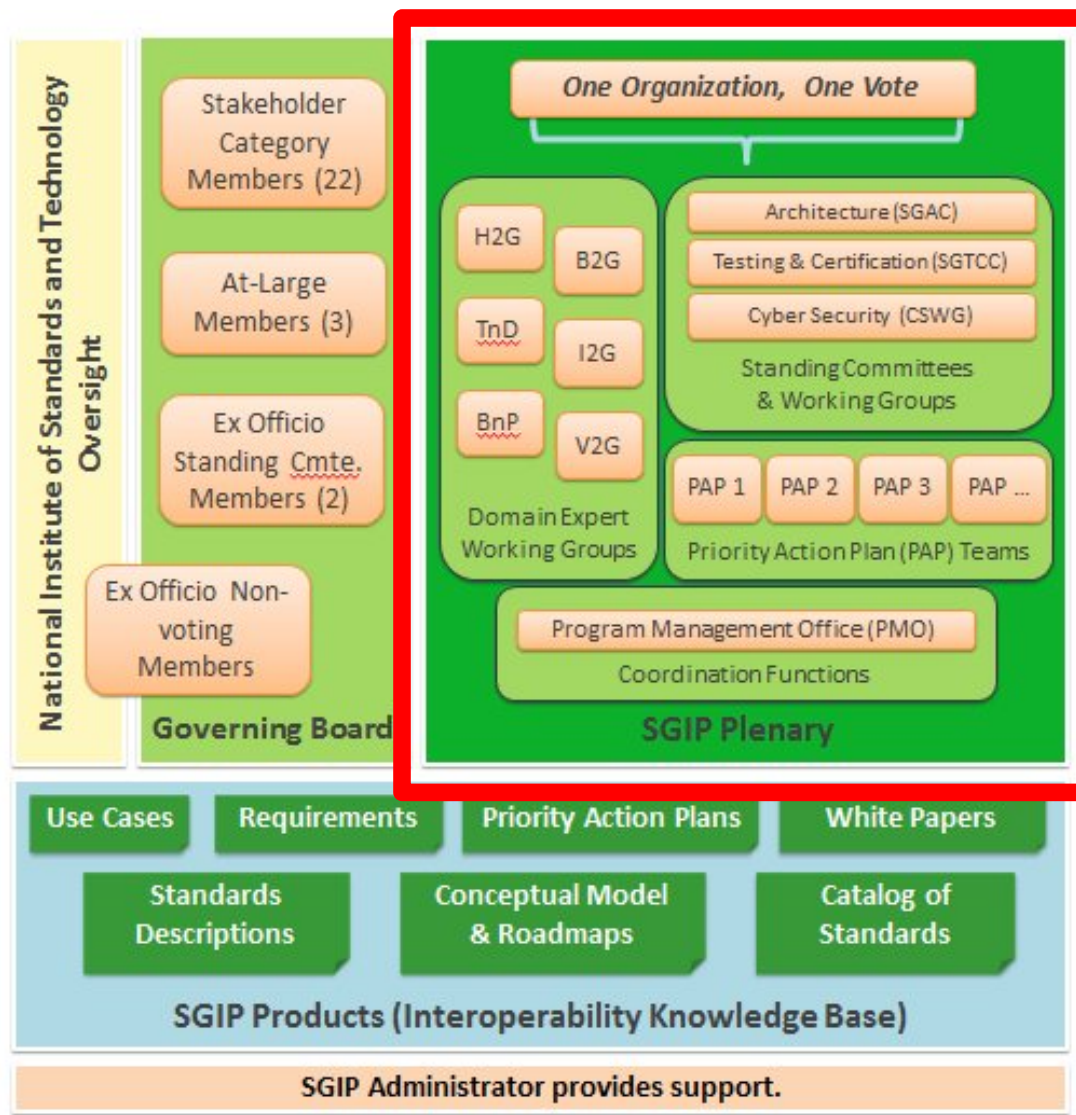 National Institute of Standards and Technology
Oversight
Stakeholder
Category
Members (22)
At-Large
Members (3)
Ex Officio
Standing Cmte.
Members (2)
Ex Officio Non-
voting
Members
Governing Board
One Organization, One Vote
H2G
B2G
TnD
I2G
BnP
V2G
Domain Expert
Working Groups
Architecture (SGAC)
Testing & Certification (SGTCC)
Cyber Security (CSWG)
Standing Committees
& Working Groups
PAP 1
PAP 2
PAP 3
PAP ...
Priority Action Plan (PAP) Teams
Program Management Office (PMO)
Coordination Functions
SGIP Plenary
Use Cases
Requirements
Priority Action Plans
White Papers
Standards
Descriptions
Conceptual Model
& Roadmaps
Catalog of
Standards
SGIP Products (Interoperability Knowledge Base)
SGIP Administrator provides support.